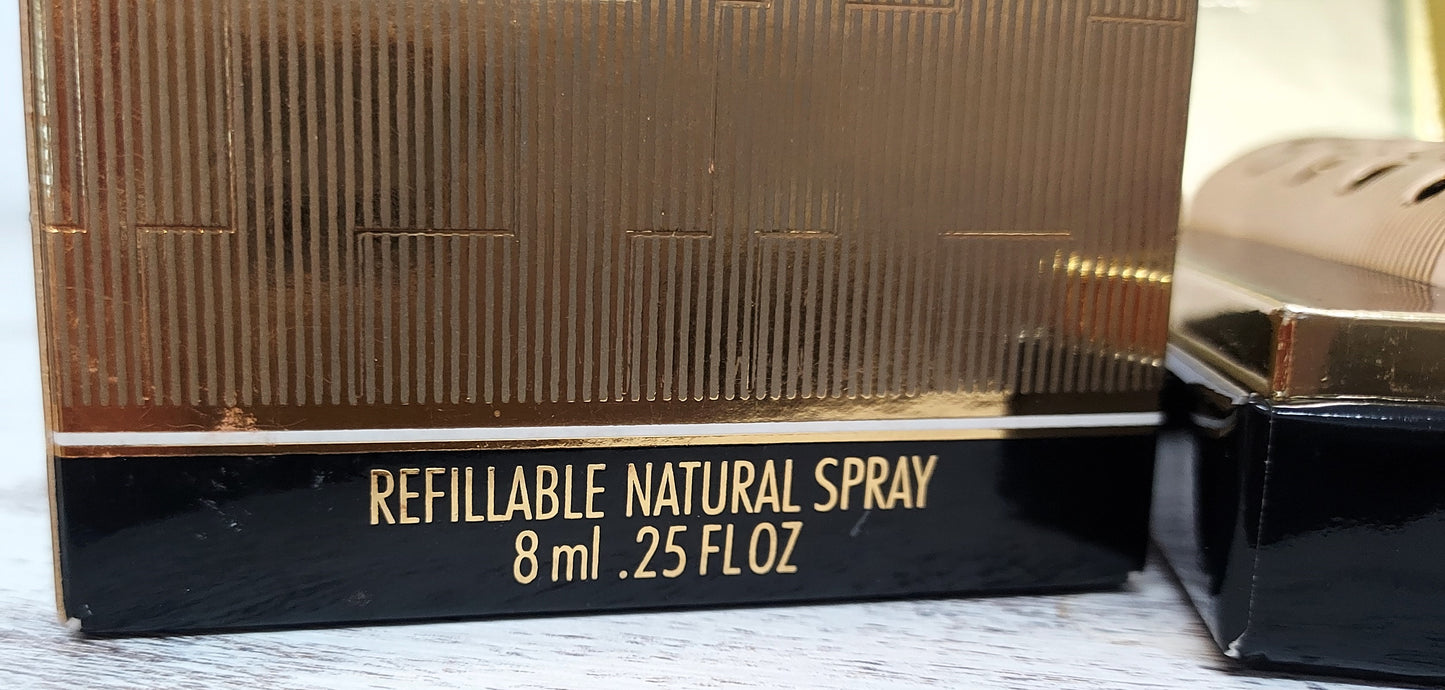 REFILLABLE NATURAL SPRAY
8 ml .25 FL OZ